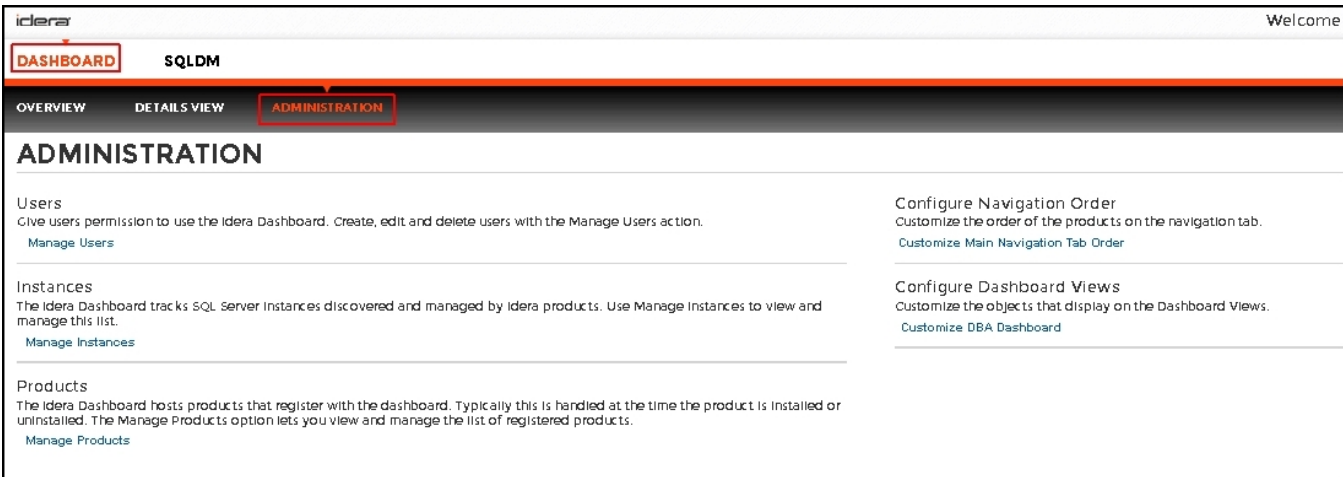 idera
Welcome
DASHBOARD SQLDM
OVERVIEW DETAILS VIEW ADMINISTRATION
ADMINISTRATION
Users
Give users permission to use the Idera Dashboard. Create, edit and delete users with the Manage Users action.
Manage Users
Instances
The Idera Dashboard tracks SQL Server instances discovered and managed by Idera products. Use Manage Instances to view and
manage this list.
Manage Instances
Products
The Idera Dashboard hosts products that register with the dashboard. Typically this is handled at the time the product is installed or
uninstalled. The Manage Products option lets you view and manage the list of registered products.
Manage Products
Configure Navigation Order
Customize the order of the products on the navigation tab.
Customize Main Navigation Tab Order
Configure Dashboard Views
Customize the objects that display on the Dashboard Views.
Customize DBA Dashboard